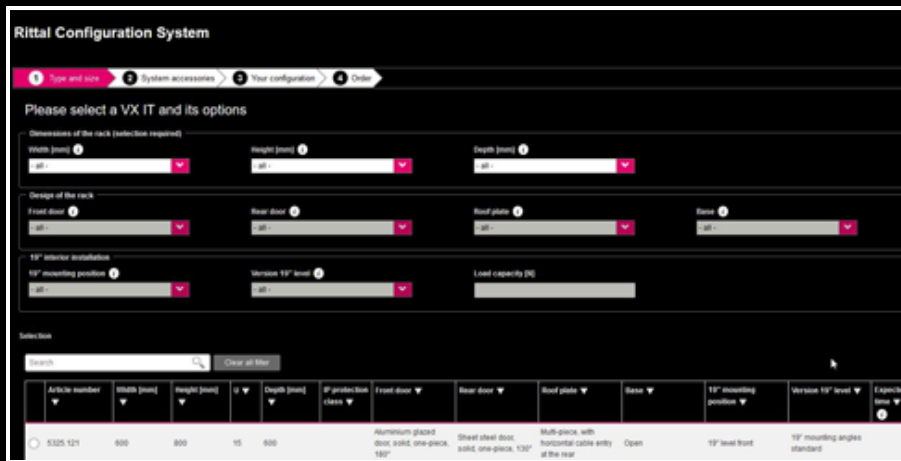 Rittal Configuration System
1 Type and size 2 System accessories 3 Your configuration 4 Order
Please select a VX IT and its options
Dimensions of the rack (selection required)
Width [mm] i Height [mm] i Depth [mm] i
- all - - all - - all -
Design of the rack
Front door i Rear door i Roof plate i Base i
- all - - all - - all - - all -
19" interior installation
19" mounting position i Version 19" level i Load capacity [N]
- all - - all -
Selection
Search Clear all filter
Article number Width [mm] Height [mm] U Depth [mm] IP protection class Front door Rear door Roof plate Base 19" mounting position Version 19" level time i
5325.121 600 800 15 600 Aluminium glazed door, solid, one-piece, 180° Sheet steel door, solid, one-piece, 130° Multi-piece, with horizontal cable entry at the rear Open 19" level front 19" mounting angles standard